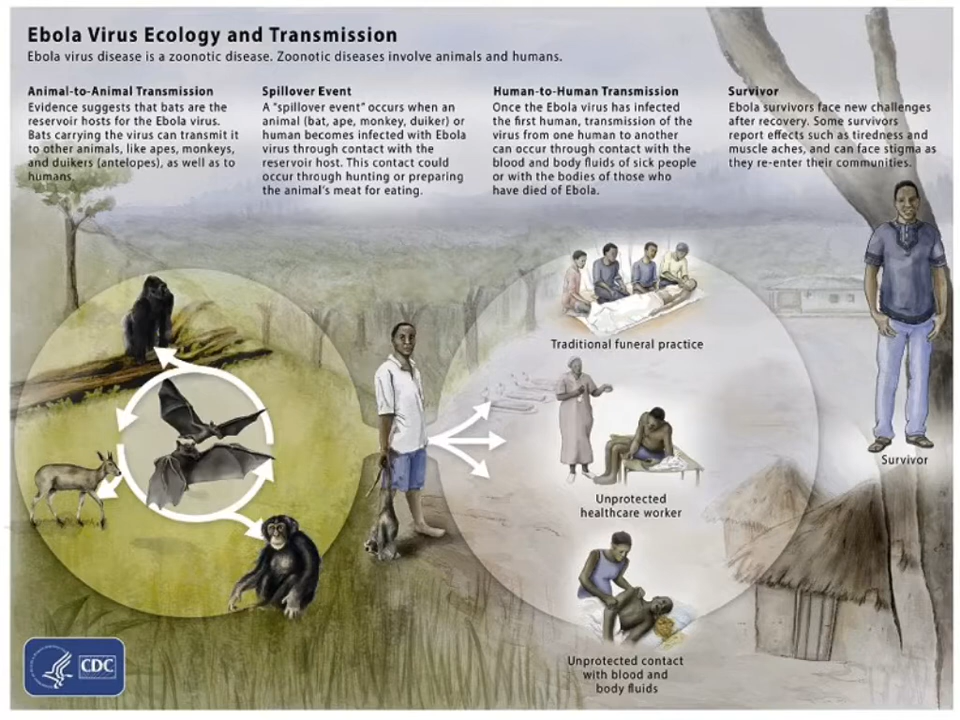 Ebola Virus Ecology and Transmission
Ebola virus disease is a zoonotic disease. Zoonotic diseases involve animals and humans.
Animal-to-Animal Transmission
Evidence suggests that bats are the
reservoir hosts for the Ebola virus.
Bats carrying the virus can transmit it
to other animals, like apes, monkeys,
and duikers (antelopes), as well as to
humans.
Spillover Event
A "spillover event" occurs when an
animal (bat, ape, monkey, duiker) or
human becomes infected with Ebola
virus through contact with the
reservoir host. This contact could
occur through hunting or preparing
the animal's meat for eating.
Human-to-Human Transmission
Once the Ebola virus has infected
the first human, transmission of the
virus from one human to another
can occur through contact with the
blood and body fluids of sick people
or with the bodies of those who
have died of Ebola.
Survivor
Ebola survivors face new challenges
after recovery. Some survivors
report effects such as tiredness and
muscle aches, and can face stigma as
they re-enter their communities.
Traditional funeral practice
Unprotected
healthcare worker
Survivor
Unprotected contact
with blood and
body fluids
CDC